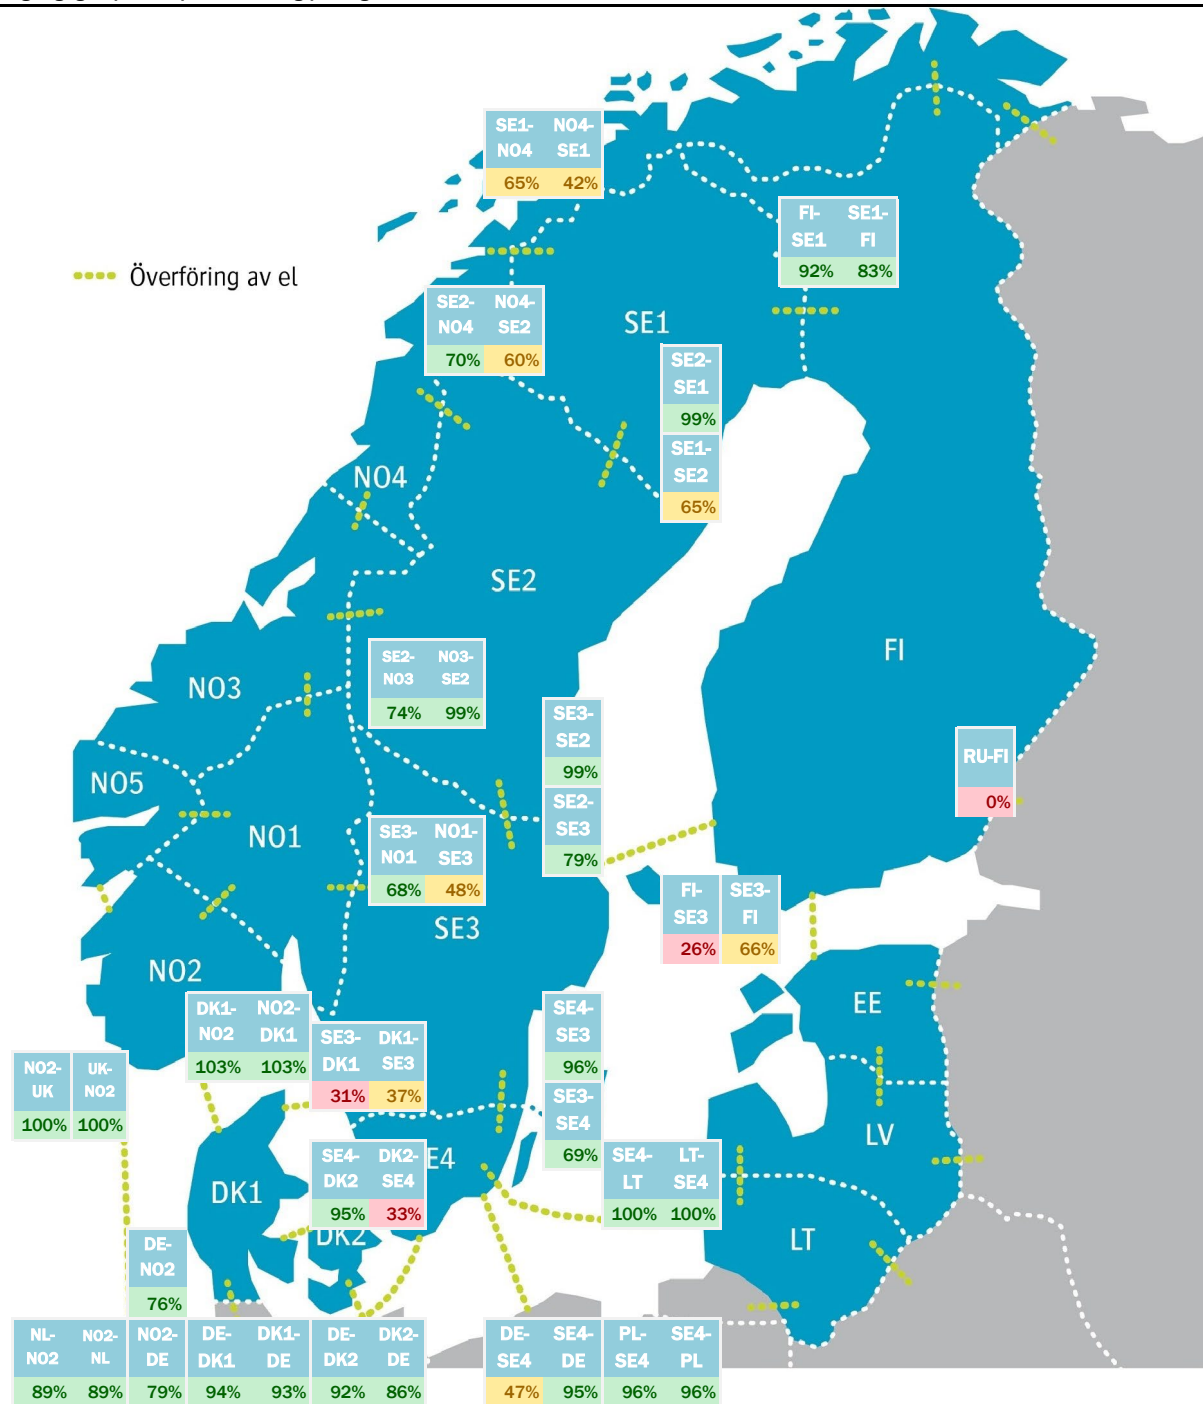 SE1- NO4-
NO4 SE1
65% 42%
FI- SE1-
SE1 FI
92% 83%
Överföring av el
SE2- NO4-
NO4 SE2
70% 60%
SE1
SE2-
SE1
99%
SE1-
SE2
65%
NO4
SE2
FI
SE2- NO3-
NO3 SE2
74% 99%
NO3
SE3-
SE2
99%
SE2-
SE3
79%
RU-FI
0%
NO5
NO1
SE3- NO1-
NO1 SE3
68% 48%
FI- SE3-
SE3 FI
26% 66%
SE3
NO2
EE
DK1- NO2-
NO2 DK1
103% 103%
SE3- DK1-
DK1 SE3
31% 37%
SE4-
SE3
96%
SE3-
SE4
69%
NO2- UK-
UK NO2
100% 100%
LV
SE4- DK2-
DK2 SE4
95% 33%
E4
SE4- LT-
LT SE4
100% 100%
DK1
DK2
LT
DE-
NO2
76%
NL- NO2- NO2- DE- DK1- DE- DK2- DE- SE4- PL- SE4-
NO2 NL DE DK1 DE DK2 DE SE4 DE SE4 PL
89% 89% 79% 94% 93% 92% 86% 47% 95% 96% 96%